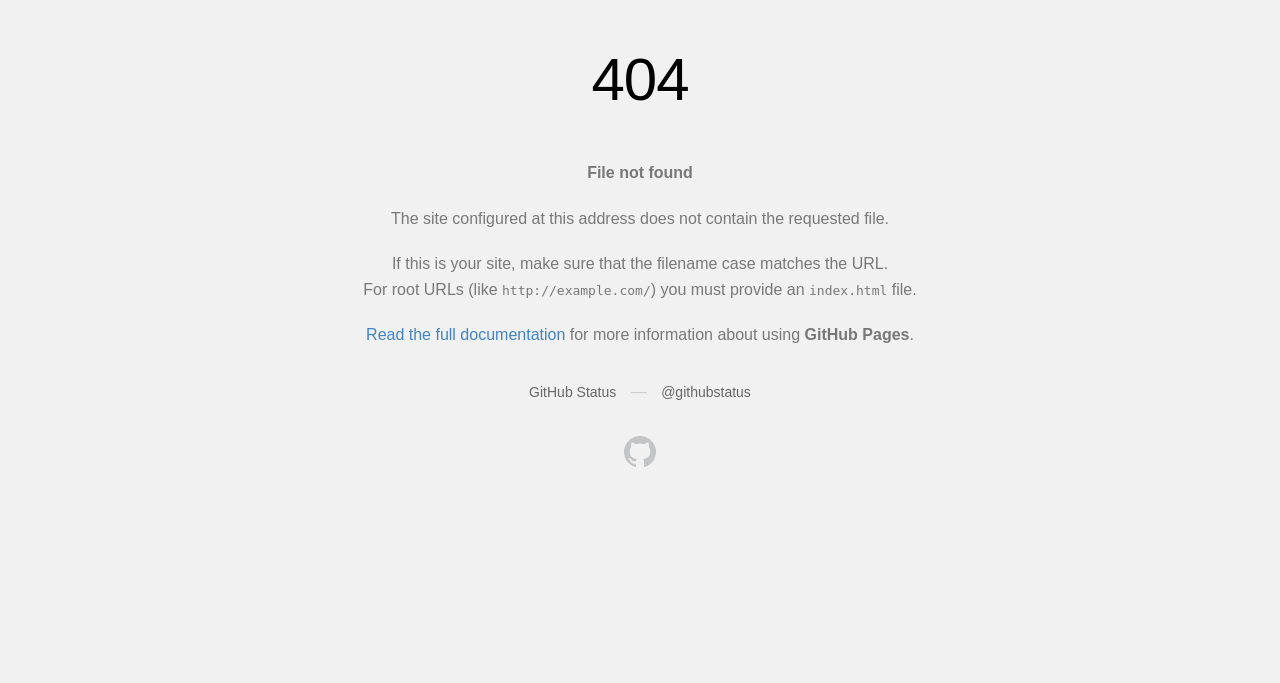 404
File not found
The site configured at this address does not contain the requested file.
If this is your site, make sure that the filename case matches the URL.
For root URLs (like http://example.com/) you must provide an index.html file.
Read the full documentation for more information about using GitHub Pages.
GitHub Status — @githubstatus